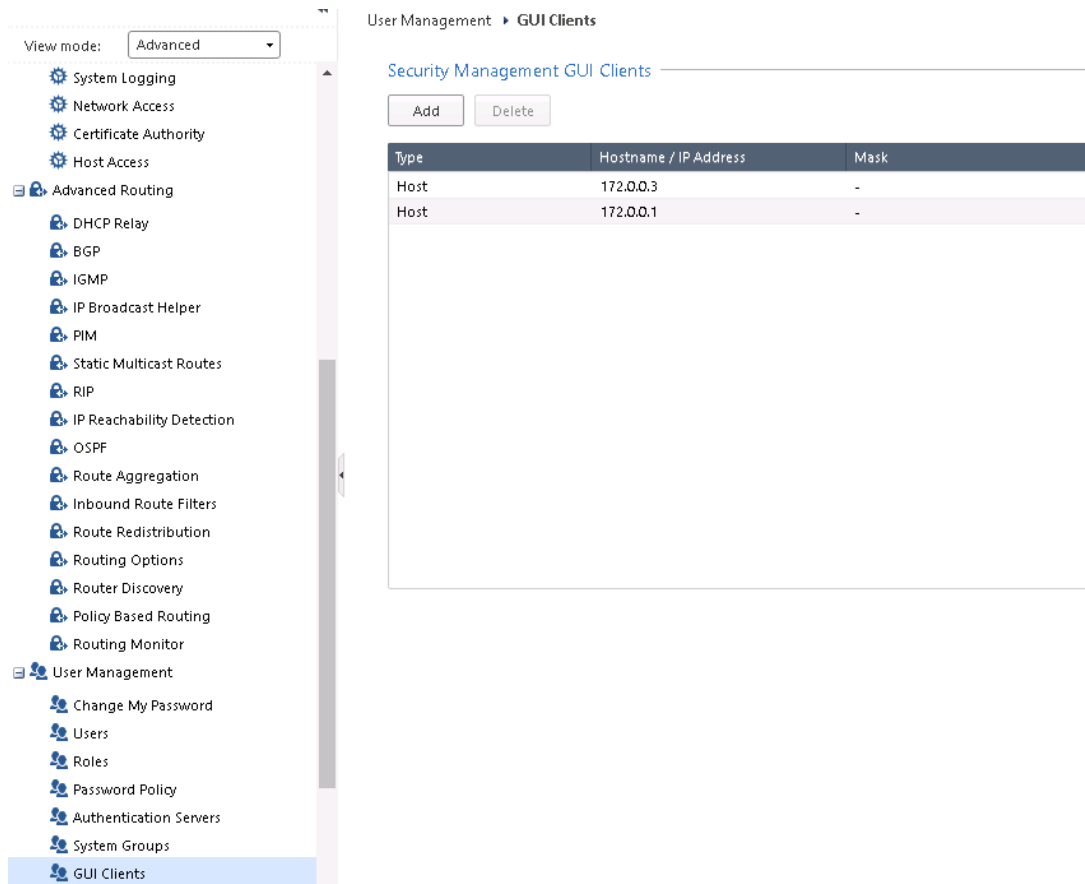 User Management GUI Clients
View mode: Advanced
System Logging
Network Access
Certificate Authority
Host Access
Advanced Routing
DHCP Relay
BGP
IGMP
IP Broadcast Helper
PIM
Static Multicast Routes
RIP
IP Reachability Detection
OSPF
Route Aggregation
Inbound Route Filters
Route Redistribution
Routing Options
Router Discovery
Policy Based Routing
Routing Monitor
User Management
Change My Password
Users
Roles
Password Policy
Authentication Servers
System Groups
GUI Clients
Security Management GUI Clients
Add Delete
Type Hostname / IP Address Mask
Host 172.0.0.3 -
Host 172.0.0.1 -